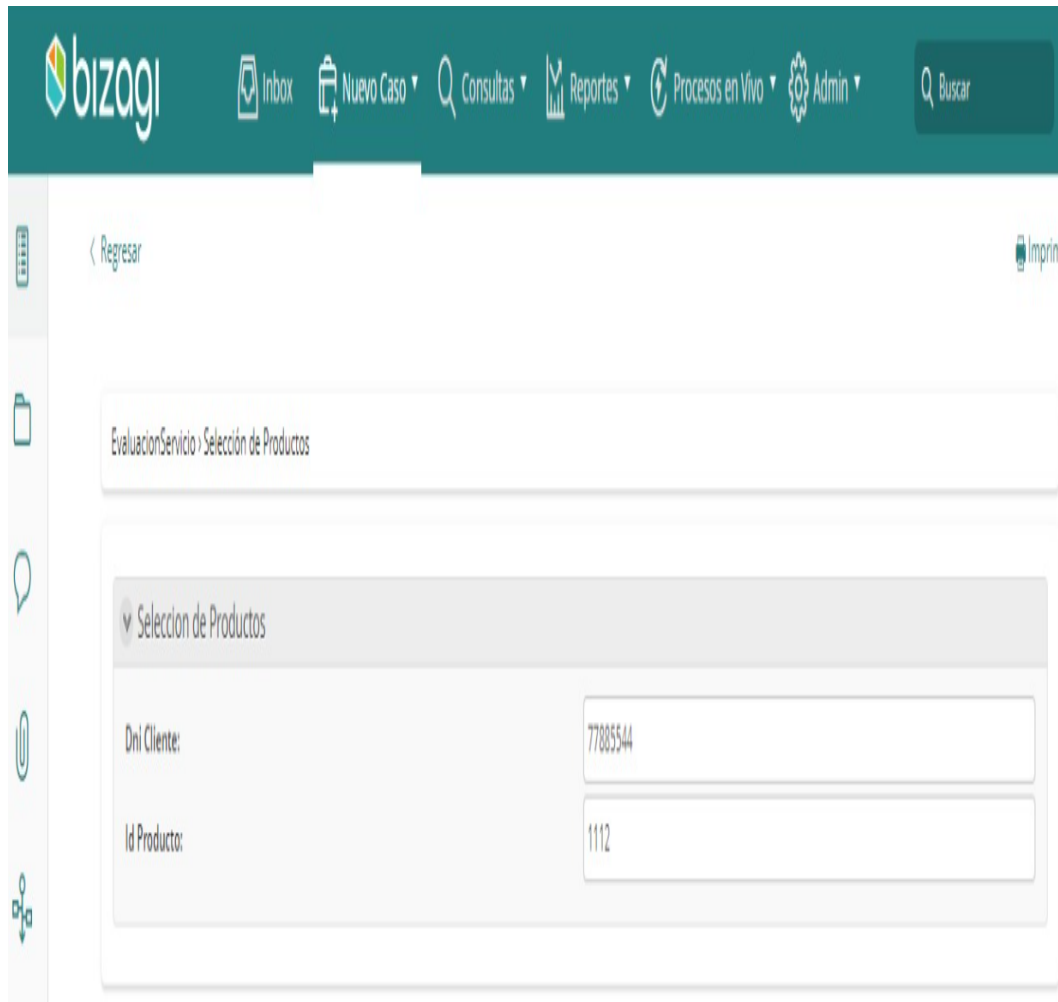 bizagi Inbox Nuevo Caso Consultas Reportes Procesos en Vivo Admin Buscar
Regresar Imprin
EvaluacionServicio › Selección de Productos
Seleccion de Productos
Dni Cliente: 77885544
Id Producto: 1112